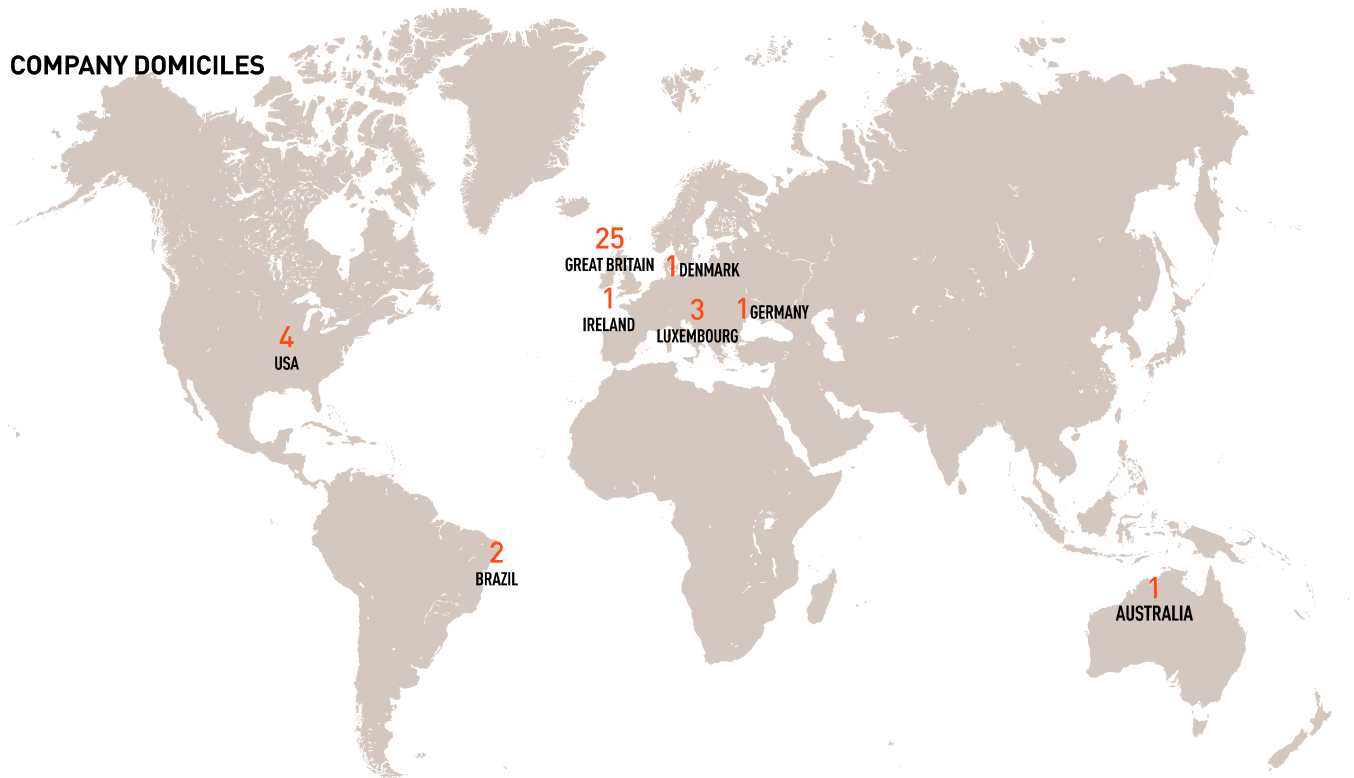 COMPANY DOMICILES
25
GREAT BRITAIN
1 DENMARK
1
IRELAND
3
LUXEMBOURG
1 GERMANY
4
USA
2
BRAZIL
1
AUSTRALIA